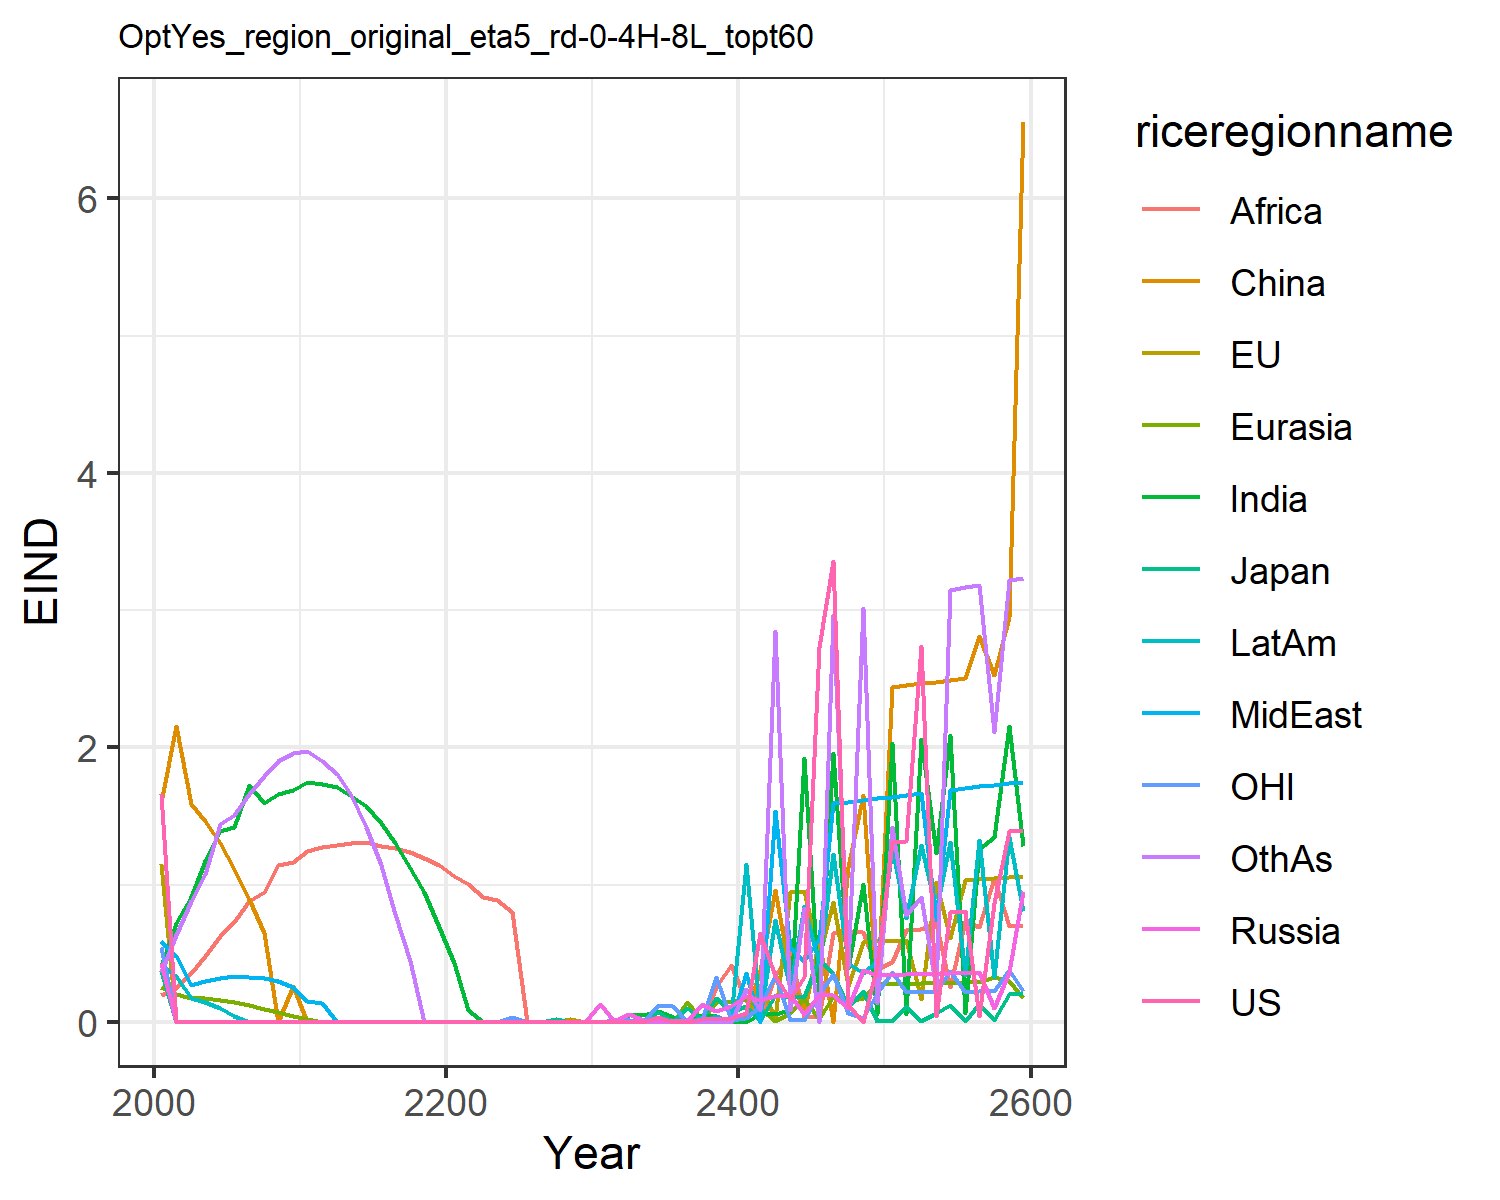 OptYes_region_original_eta5_rd-0-4H-8L_topt60
EIND
6
4
2
0
2000
2200
2400
2600
Year
riceregionname
Africa
China
EU
Eurasia
India
Japan
LatAm
MidEast
OHI
OthAs
Russia
US